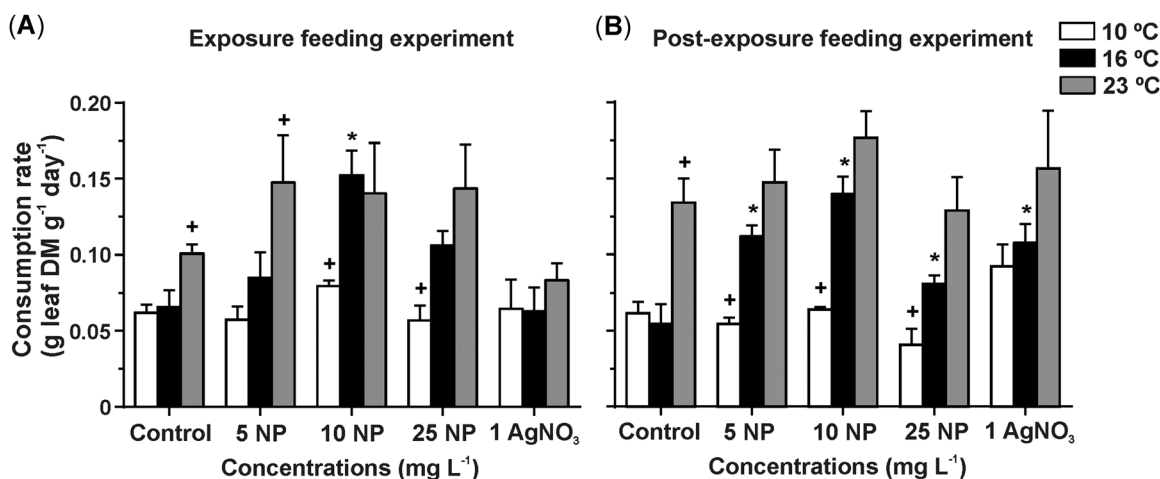 (A)
Exposure feeding experiment
(B)
Post-exposure feeding experiment
10 ºC
16 ºC
23 ºC
Consumption rate
(g leaf DM g⁻¹ day⁻¹)
0.20
0.15
0.10
0.05
0
+
+
+
*
+
+
+
*
+
*
+
*
*
Control
5 NP
10 NP
25 NP
1 AgNO₃
Control
5 NP
10 NP
25 NP
1 AgNO₃
Concentrations (mg L⁻¹)
Concentrations (mg L⁻¹)